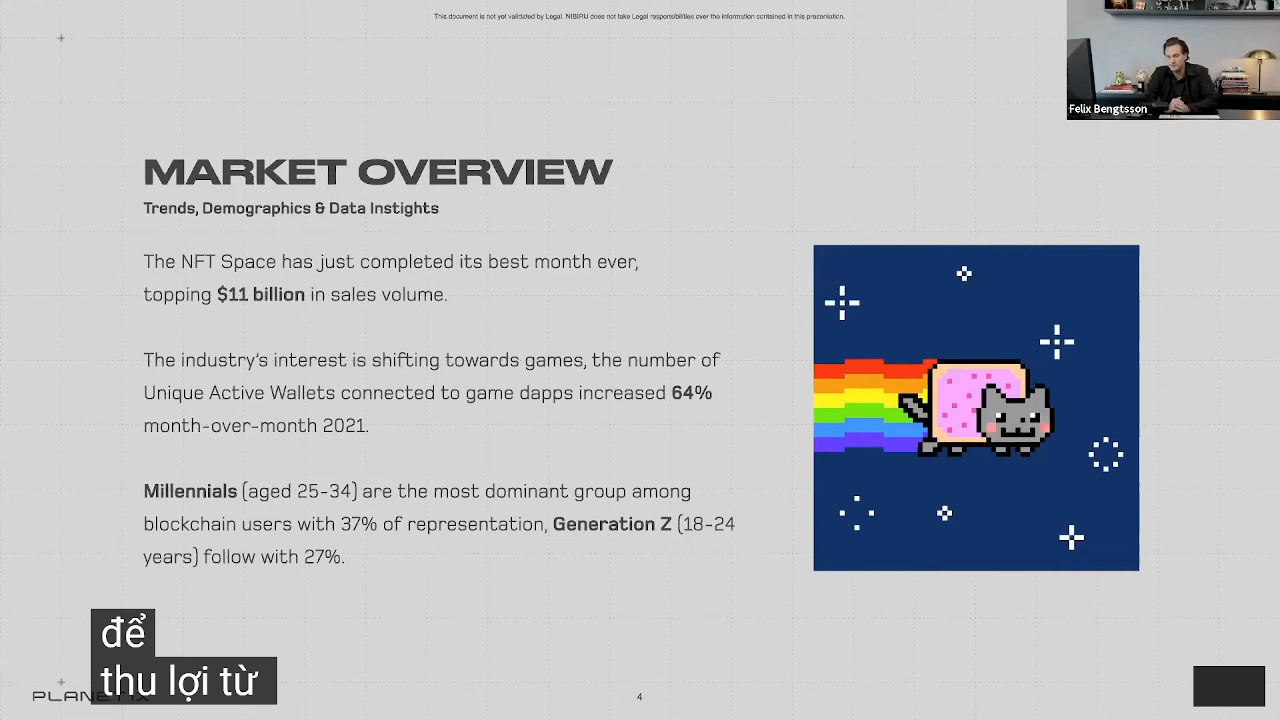 This document is not yet validated by Legal. NIBIRU does not take Legal responsibilities over the information contained in this presentation.
Felix Bengtsson
MARKET OVERVIEW
Trends, Demographics & Data Instights
The NFT Space has just completed its best month ever,
topping $11 billion in sales volume.
The industry's interest is shifting towards games, the number of
Unique Active Wallets connected to game dapps increased 64%
month-over-month 2021.
Millennials (aged 25-34) are the most dominant group among
blockchain users with 37% of representation, Generation Z (18-24
years) follow with 27%.
để
thu lợi từ
4